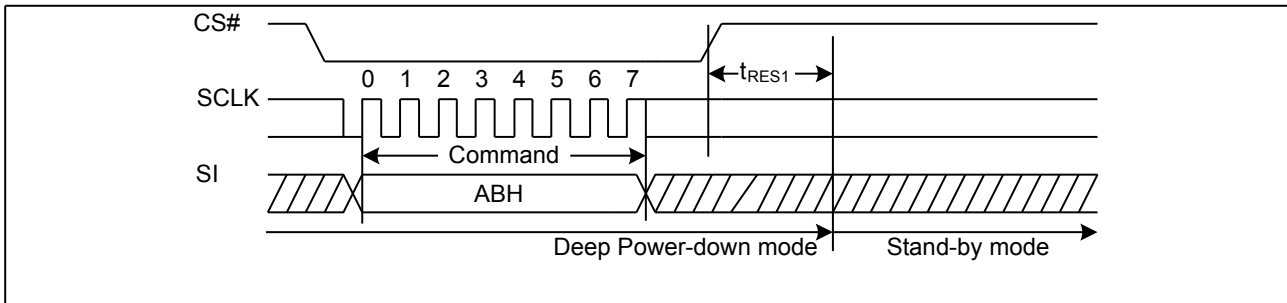 CS#
tRES1
0 1 2 3 4 5 6 7
SCLK
Command
SI
ABH
Deep Power-down mode Stand-by mode